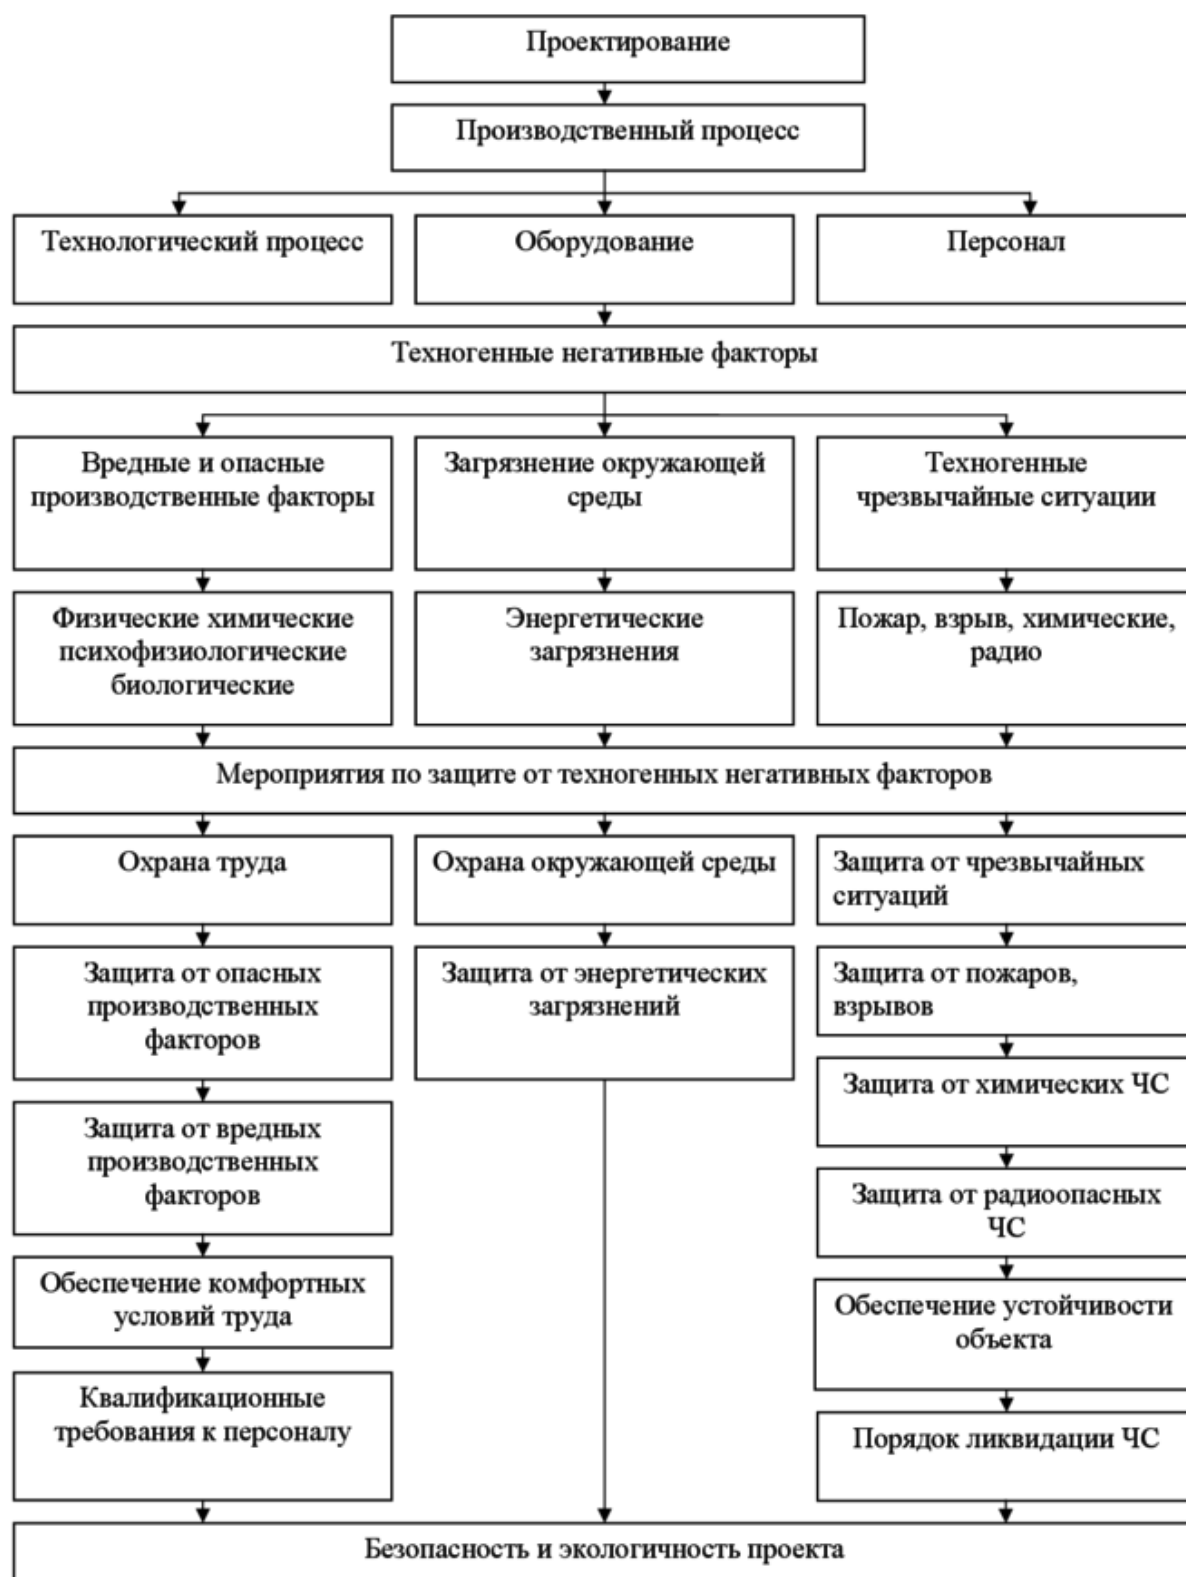 Проектирование
Производственный процесс
Технологический процесс
Оборудование
Персонал
Техногенные негативные факторы
Вредные и опасные
производственные факторы
Загрязнение окружающей
среды
Техногенные
чрезвычайные ситуации
Физические химические
психофизиологические
биологические
Энергетические
загрязнения
Пожар, взрыв, химические,
радио
Мероприятия по защите от техногенных негативных факторов
Охрана труда
Охрана окружающей среды
Защита от чрезвычайных
ситуаций
Защита от опасных
производственных
факторов
Защита от энергетических
загрязнений
Защита от пожаров,
взрывов
Защита от химических ЧС
Защита от вредных
производственных
факторов
Защита от радиоопасных
ЧС
Обеспечение комфортных
условий труда
Обеспечение устойчивости
объекта
Квалификационные
требования к персоналу
Порядок ликвидации ЧС
Безопасность и экологичность проекта